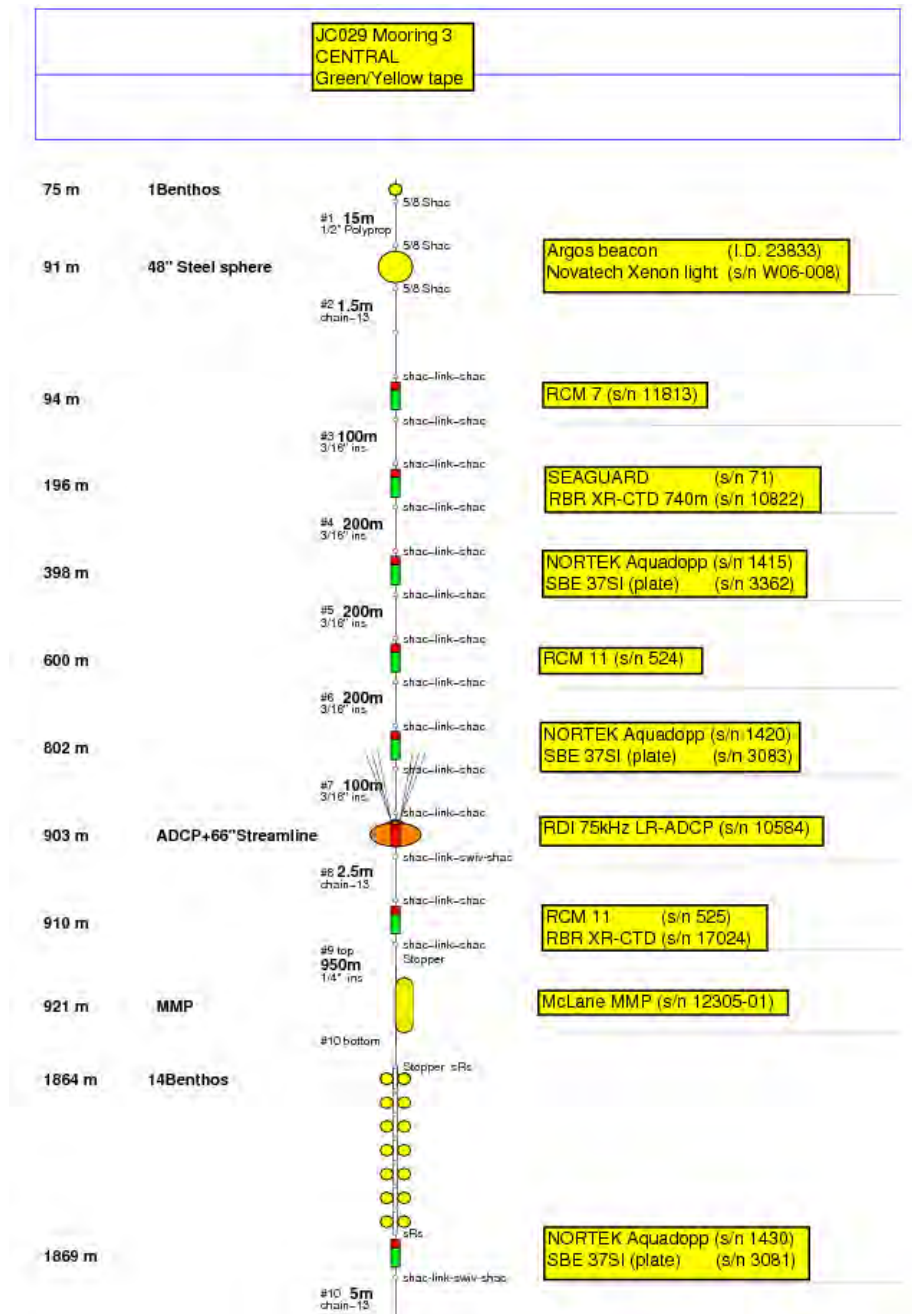 JC029 Mooring 3
CENTRAL
Green/Yellow tape
75 m 1Benthos
5/8 Shac
#1 15m
1/2" Polyprop
5/8 Shac
91 m 48" Steel sphere
Argos beacon (I.D. 23833)
Novatech Xenon light (s/n W06-008)
5/8 Shac
#2 1.5m
chain-13
shac-link-shac
94 m
RCM 7 (s/n 11813)
shac-link-shac
#3 100m
3/16" ins
shac-link-shac
196 m
SEAGUARD (s/n 71)
RBR XR-CTD 740m (s/n 10822)
shac-link-shac
#4 200m
3/16" ins
shac-link-shac
398 m
NORTEK Aquadopp (s/n 1415)
SBE 37SI (plate) (s/n 3362)
shac-link-shac
#5 200m
3/16" ins
shac-link-shac
600 m
RCM 11 (s/n 524)
shac-link-shac
#6 200m
3/16" ins
shac-link-shac
802 m
NORTEK Aquadopp (s/n 1420)
SBE 37SI (plate) (s/n 3083)
shac-link-shac
#7 100m
3/16" ins
shac-link-shac
903 m ADCP+66"Streamline
RDI 75kHz LR-ADCP (s/n 10584)
shac-link-swiv-shac
#8 2.5m
chain-13
shac-link-shac
910 m
RCM 11 (s/n 525)
RBR XR-CTD (s/n 17024)
shac-link-shac
Stopper
#9 top
950m
1/4" ins
921 m MMP
McLane MMP (s/n 12305-01)
#10 bottom
Stopper sRs
1864 m 14Benthos
sRs
1869 m
NORTEK Aquadopp (s/n 1430)
SBE 37SI (plate) (s/n 3081)
shac-link-swiv-shac
#10 5m
chain-13